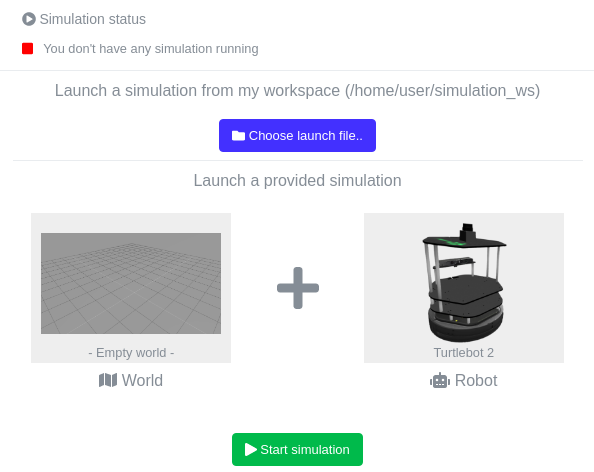 Simulation status
You don't have any simulation running
Launch a simulation from my workspace (/home/user/simulation_ws)
Choose launch file..
Launch a provided simulation
- Empty world -
Turtlebot 2
World
Robot
Start simulation